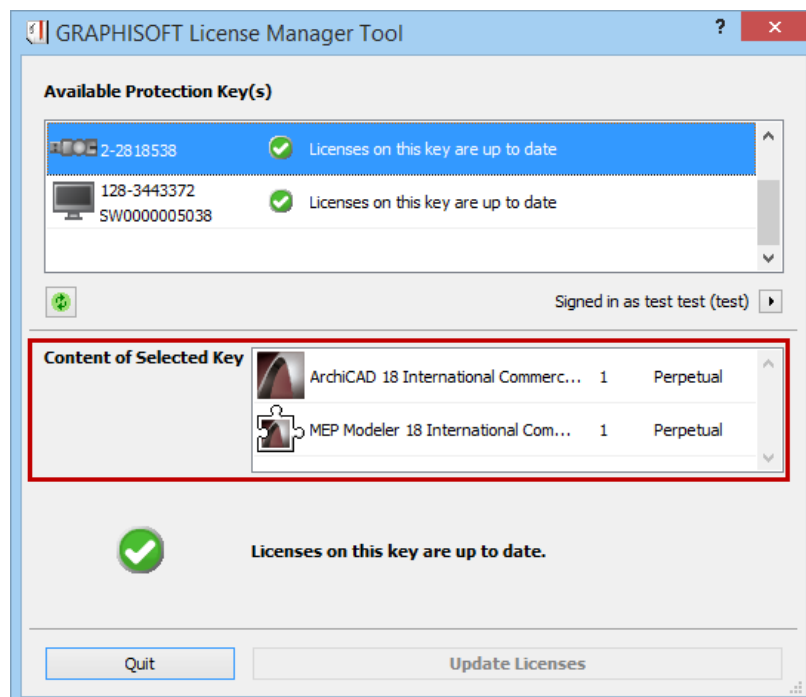 GRAPHISOFT License Manager Tool ?
Available Protection Key(s)
2-2818538 Licenses on this key are up to date
128-3443372
SW0000005038 Licenses on this key are up to date
Signed in as test test (test)
Content of Selected Key
ArchiCAD 18 International Commerc... 1 Perpetual
MEP Modeler 18 International Com... 1 Perpetual
Licenses on this key are up to date.
Quit Update Licenses